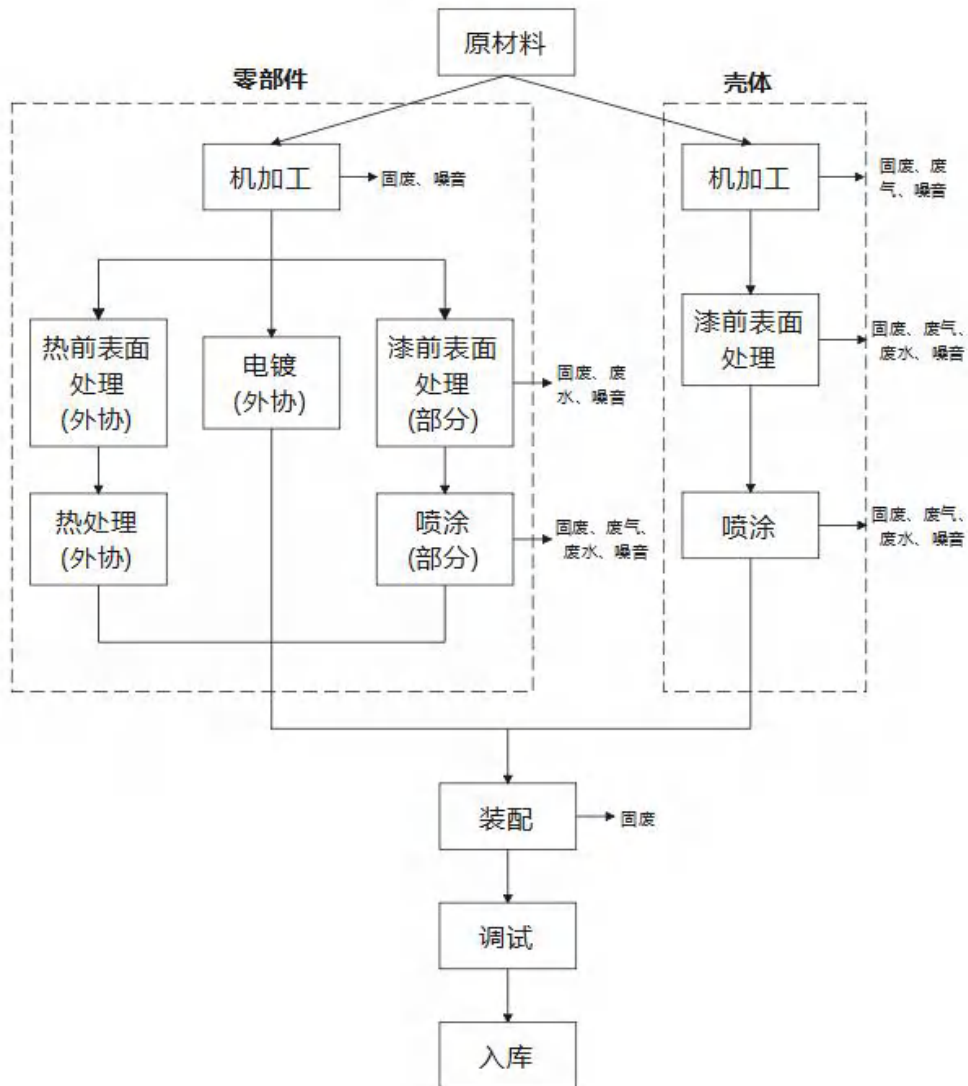 原材料
零部件
壳体
机加工
固废、噪音
机加工
固废、废
气、噪音
热前表面
处理
(外协)
电镀
(外协)
漆前表面
处理
(部分)
固废、废
水、噪音
漆前表面
处理
固废、废气、
废水、噪音
热处理
(外协)
喷涂
(部分)
固废、废气、
废水、噪音
喷涂
固废、废气、
废水、噪音
装配
固废
调试
入库